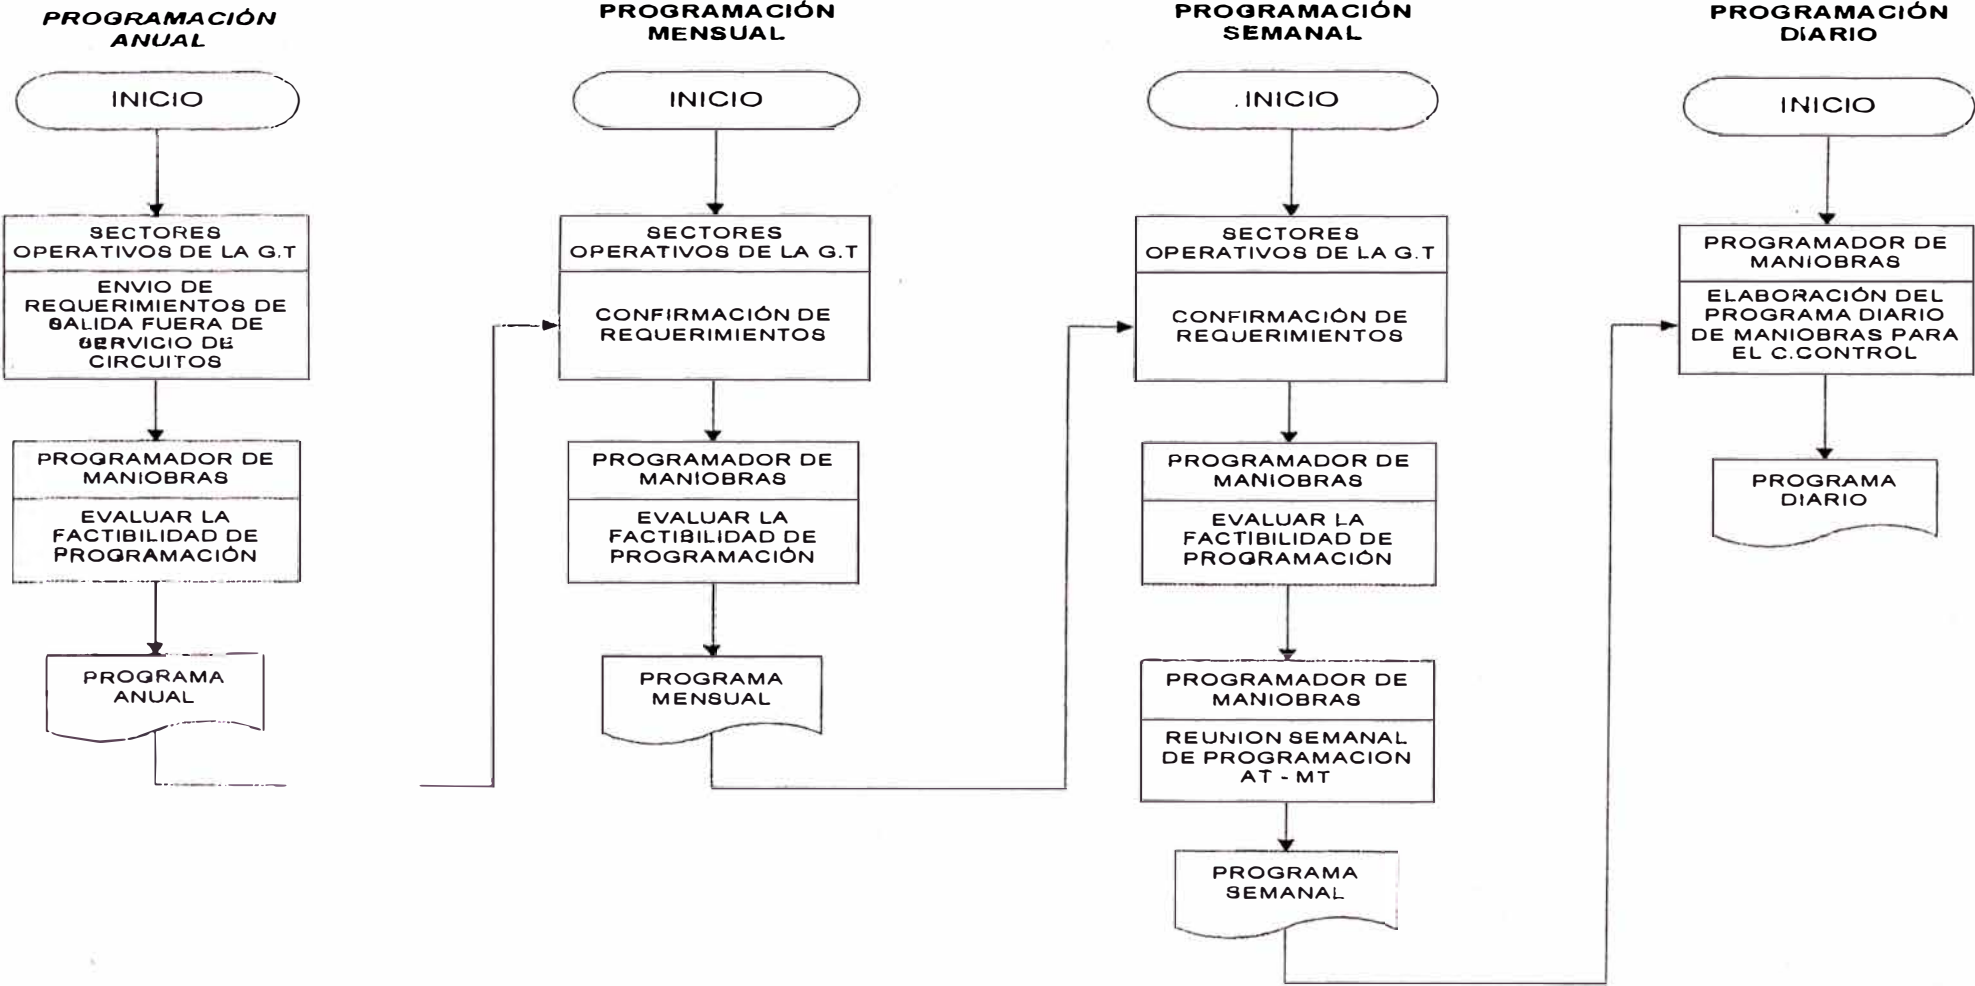 PROGRAMACIÓN
ANUAL
INICIO
SECTORES
OPERATIVOS DE LA G.T
ENVIO DE
REQUERIMIENTOS DE
SALIDA FUERA DE
SERVICIO DE
CIRCUITOS
PROGRAMADOR DE
MANIOBRAS
EVALUAR LA
FACTIBILIDAD DE
PROGRAMACIÓN
PROGRAMA
ANUAL
PROGRAMACIÓN
MENSUAL
INICIO
SECTORES
OPERATIVOS DE LA G.T
CONFIRMACIÓN DE
REQUERIMIENTOS
PROGRAMADOR DE
MANIOBRAS
EVALUAR LA
FACTIBILIDAD DE
PROGRAMACIÓN
PROGRAMA
MENSUAL
PROGRAMACIÓN
SEMANAL
INICIO
SECTORES
OPERATIVOS DE LA G.T
CONFIRMACIÓN DE
REQUERIMIENTOS
PROGRAMADOR DE
MANIOBRAS
EVALUAR LA
FACTIBILIDAD DE
PROGRAMACIÓN
PROGRAMADOR DE
MANIOBRAS
REUNION SEMANAL
DE PROGRAMACION
AT - MT
PROGRAMA
SEMANAL
PROGRAMACIÓN
DIARIO
INICIO
PROGRAMADOR DE
MANIOBRAS
ELABORACIÓN DEL
PROGRAMA DIARIO
DE MANIOBRAS PARA
EL C.CONTROL
PROGRAMA
DIARIO